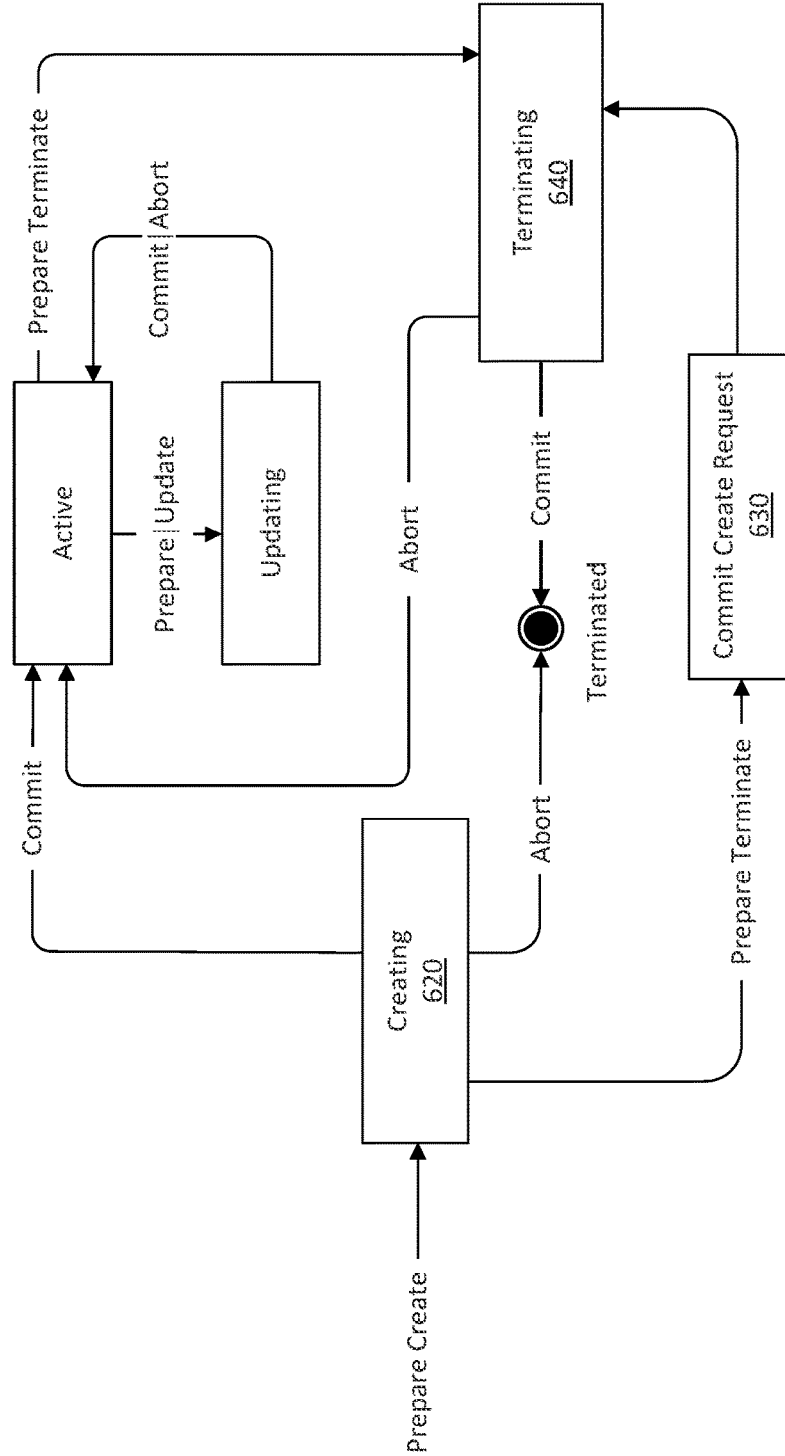 Prepare Create
Creating
620
Commit
Abort
Prepare Terminate
Active
Prepare Update
Updating
Commit Abort
Prepare Terminate
Abort
Commit
Terminated
Terminating
640
Commit Create Request
630